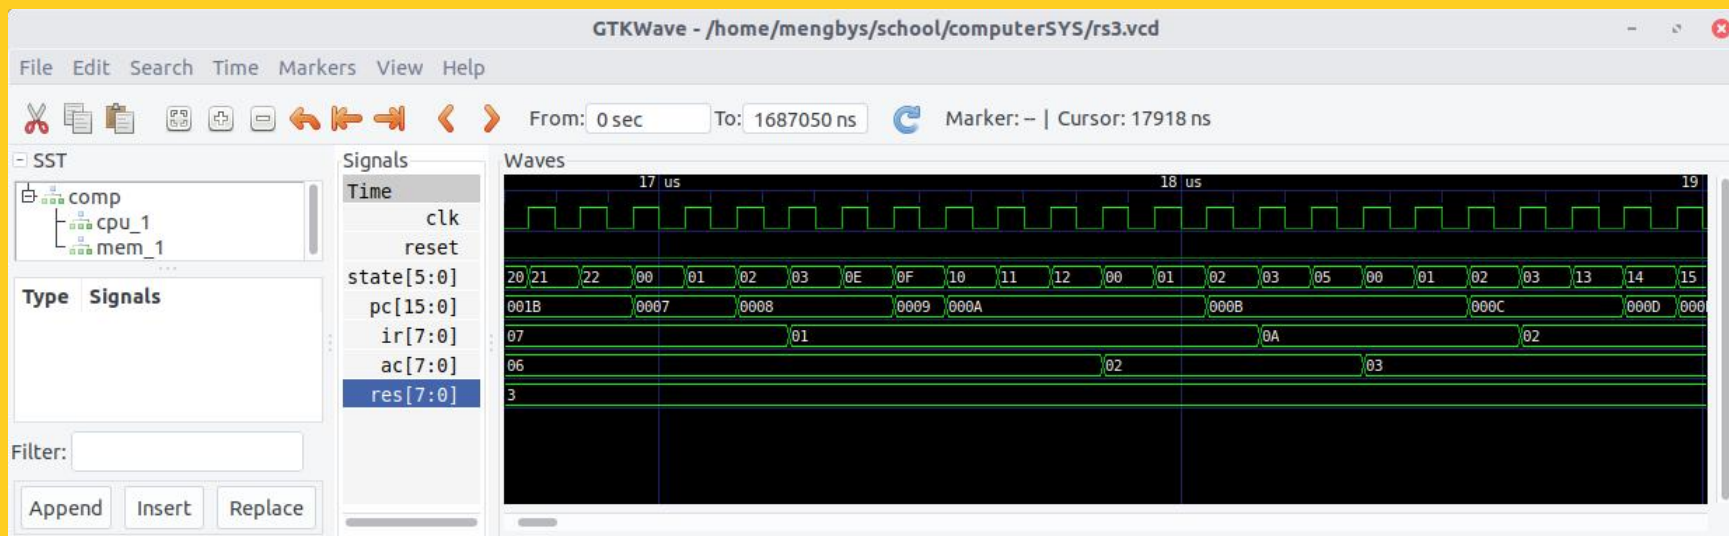 GTKWave - /home/mengbys/school/computerSYS/rs3.vcd
File Edit Search Time Markers View Help
From: 0 sec To: 1687050 ns Marker: -- | Cursor: 17918 ns
SST
comp
cpu_1
mem_1
Type Signals
Filter:
Append Insert Replace
Signals
Time
clk
reset
state[5:0]
pc[15:0]
ir[7:0]
ac[7:0]
res[7:0]
Waves
17 us 18 us 19
20 21 22 00 01 02 03 0E 0F 10 11 12 00 01 02 03 05 00 01 02 03 13 14 15
001B 0007 0008 0009 000A 000B 000C 000D
07 01 0A 02
06 02 03
3